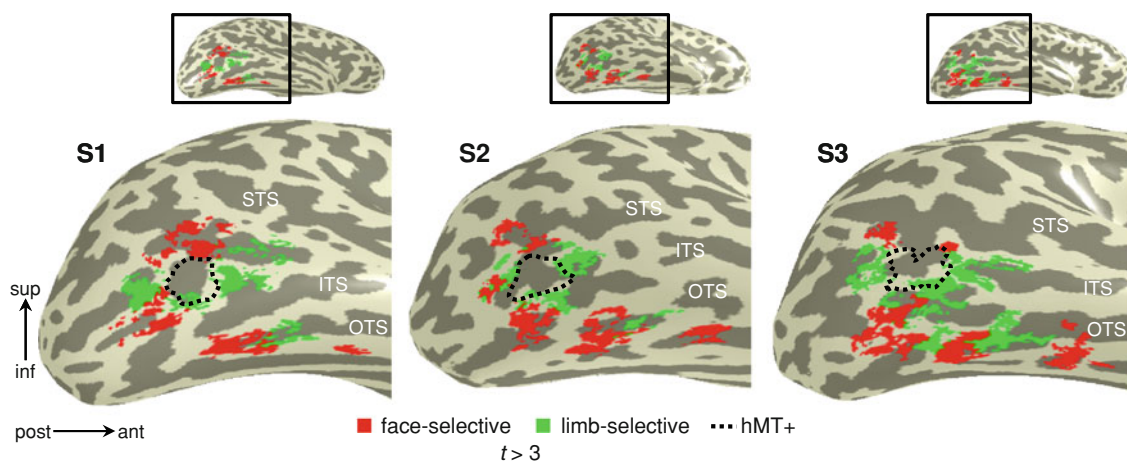 S1
S2
S3
STS
STS
STS
ITS
ITS
ITS
OTS
OTS
OTS
sup
inf
post
ant
face-selective
limb-selective
hMT+
t > 3